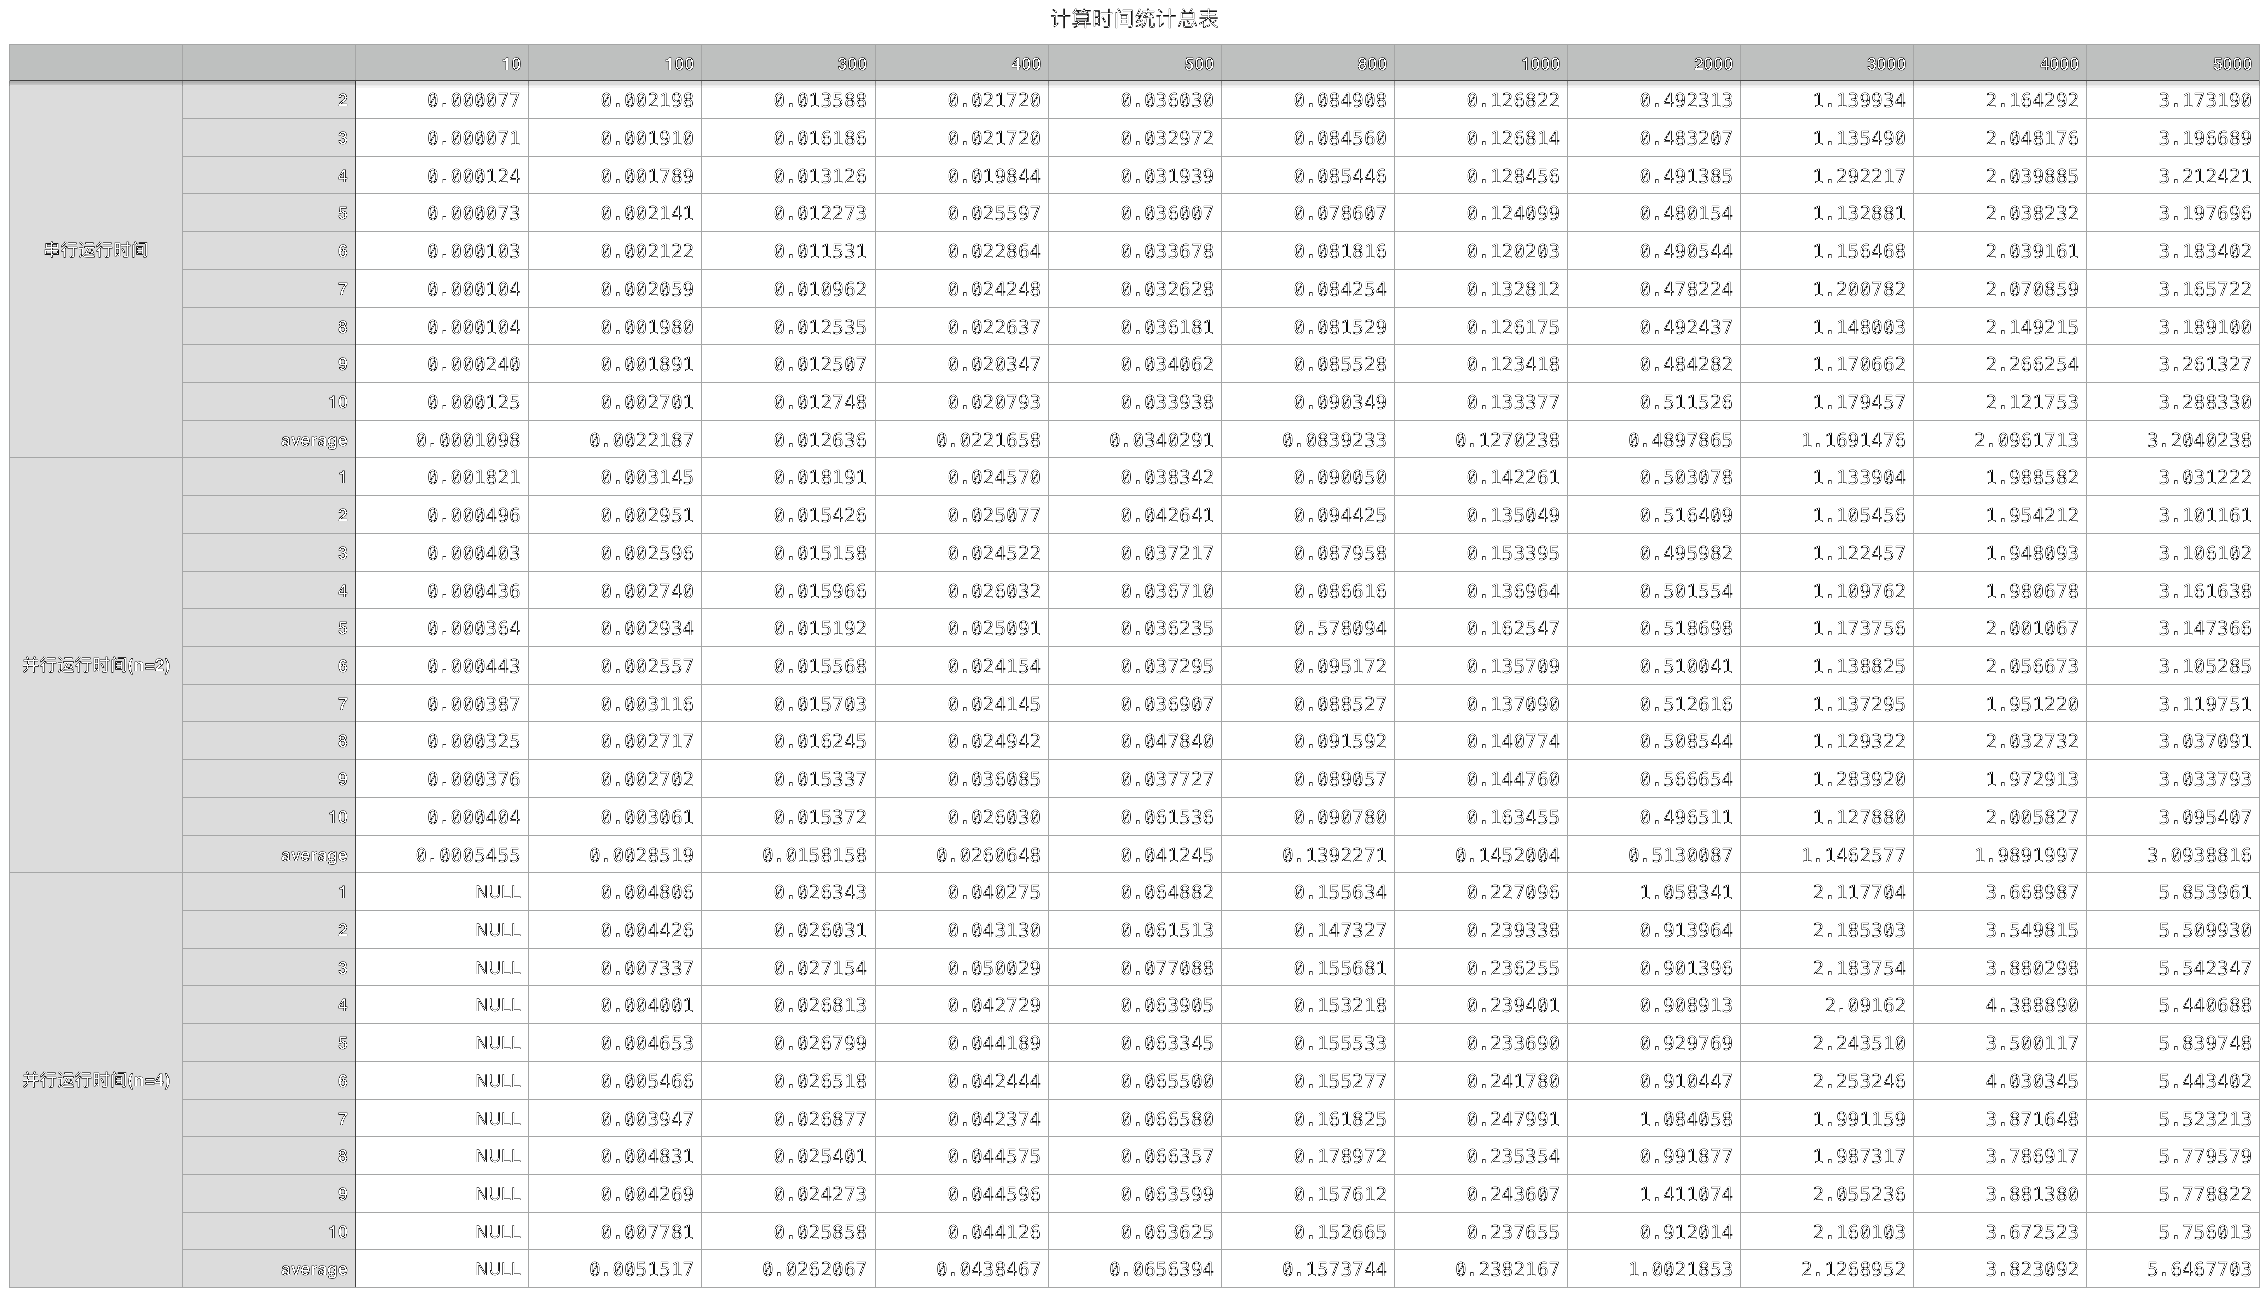 计算时间统计总表
10 100 300 400 500 800 1000 2000 3000 4000 5000
串行运行时间
2 0.000077 0.002198 0.013588 0.021720 0.036030 0.084908 0.126822 0.492313 1.139934 2.164292 3.173190
3 0.000071 0.001910 0.016186 0.021720 0.032972 0.084560 0.126814 0.483207 1.135490 2.048176 3.196689
4 0.000124 0.001789 0.013126 0.019844 0.031939 0.085446 0.128456 0.491385 1.292217 2.039885 3.212421
5 0.000073 0.002141 0.012273 0.025597 0.036007 0.078607 0.124099 0.480154 1.132881 2.038232 3.197696
6 0.000103 0.002122 0.011531 0.022864 0.033678 0.081816 0.120203 0.490544 1.156468 2.039161 3.183402
7 0.000104 0.002059 0.010962 0.024248 0.032628 0.084254 0.132812 0.478224 1.200782 2.070859 3.165722
8 0.000104 0.001980 0.012535 0.022637 0.036181 0.081529 0.126175 0.492437 1.148003 2.149215 3.189100
9 0.000240 0.001891 0.012507 0.020347 0.034062 0.085528 0.123418 0.484282 1.170662 2.266254 3.261327
10 0.000125 0.002701 0.012748 0.020793 0.033938 0.090349 0.133377 0.511526 1.179457 2.121753 3.288330
average 0.0001098 0.0022187 0.012636 0.0221658 0.0340291 0.0839233 0.1270238 0.4897865 1.1691476 2.0961713 3.2040238
并行运行时间(n=2)
1 0.001821 0.003145 0.018191 0.024570 0.038342 0.090050 0.142261 0.503078 1.133904 1.988582 3.031222
2 0.000496 0.002951 0.015426 0.025077 0.042641 0.094425 0.135049 0.516409 1.105456 1.954212 3.101161
3 0.000403 0.002596 0.015158 0.024522 0.037217 0.087958 0.153395 0.495982 1.122457 1.948093 3.106102
4 0.000436 0.002740 0.015966 0.026032 0.036710 0.086616 0.136964 0.501554 1.109762 1.980678 3.161638
5 0.000364 0.002934 0.015192 0.025091 0.036235 0.578094 0.162547 0.518698 1.173756 2.001067 3.147366
6 0.000443 0.002557 0.015568 0.024154 0.037295 0.095172 0.135709 0.510041 1.138825 2.056673 3.105285
7 0.000387 0.003116 0.015703 0.024145 0.036907 0.088527 0.137090 0.512616 1.137295 1.951220 3.119751
8 0.000325 0.002717 0.016245 0.024942 0.047840 0.091592 0.140774 0.508544 1.129322 2.032732 3.037091
9 0.000376 0.002702 0.015337 0.036085 0.037727 0.089057 0.144760 0.566654 1.283920 1.972913 3.033793
10 0.000404 0.003061 0.015372 0.026030 0.061536 0.090780 0.163455 0.496511 1.127880 2.005827 3.095407
average 0.0005455 0.0028519 0.0158158 0.0260648 0.041245 0.1392271 0.1452004 0.5130087 1.1462577 1.9891997 3.0938816
并行运行时间(n=4)
1 NULL 0.004806 0.026343 0.040275 0.064882 0.155634 0.227096 1.058341 2.117704 3.668987 5.853961
2 NULL 0.004426 0.026031 0.043130 0.061513 0.147327 0.239338 0.913964 2.185303 3.549815 5.509930
3 NULL 0.007337 0.027154 0.050029 0.077088 0.155681 0.236255 0.901396 2.183754 3.880298 5.542347
4 NULL 0.004001 0.026813 0.042729 0.063905 0.153218 0.239401 0.908913 2.09162 4.388890 5.440688
5 NULL 0.004653 0.026799 0.044189 0.063345 0.155533 0.233690 0.929769 2.243510 3.500117 5.839748
6 NULL 0.005466 0.026518 0.042444 0.065500 0.155277 0.241780 0.910447 2.253246 4.030345 5.443402
7 NULL 0.003947 0.026877 0.042374 0.066580 0.161825 0.247991 1.084058 1.991159 3.871648 5.523213
8 NULL 0.004831 0.025401 0.044575 0.066357 0.178972 0.235354 0.991877 1.987317 3.786917 5.779579
9 NULL 0.004269 0.024273 0.044596 0.063599 0.157612 0.243607 1.411074 2.055236 3.881380 5.778822
10 NULL 0.007781 0.025858 0.044126 0.063625 0.152665 0.237655 0.912014 2.160103 3.672523 5.756013
average NULL 0.0051517 0.0262067 0.0438467 0.0656394 0.1573744 0.2382167 1.0021853 2.1268952 3.823092 5.6467703